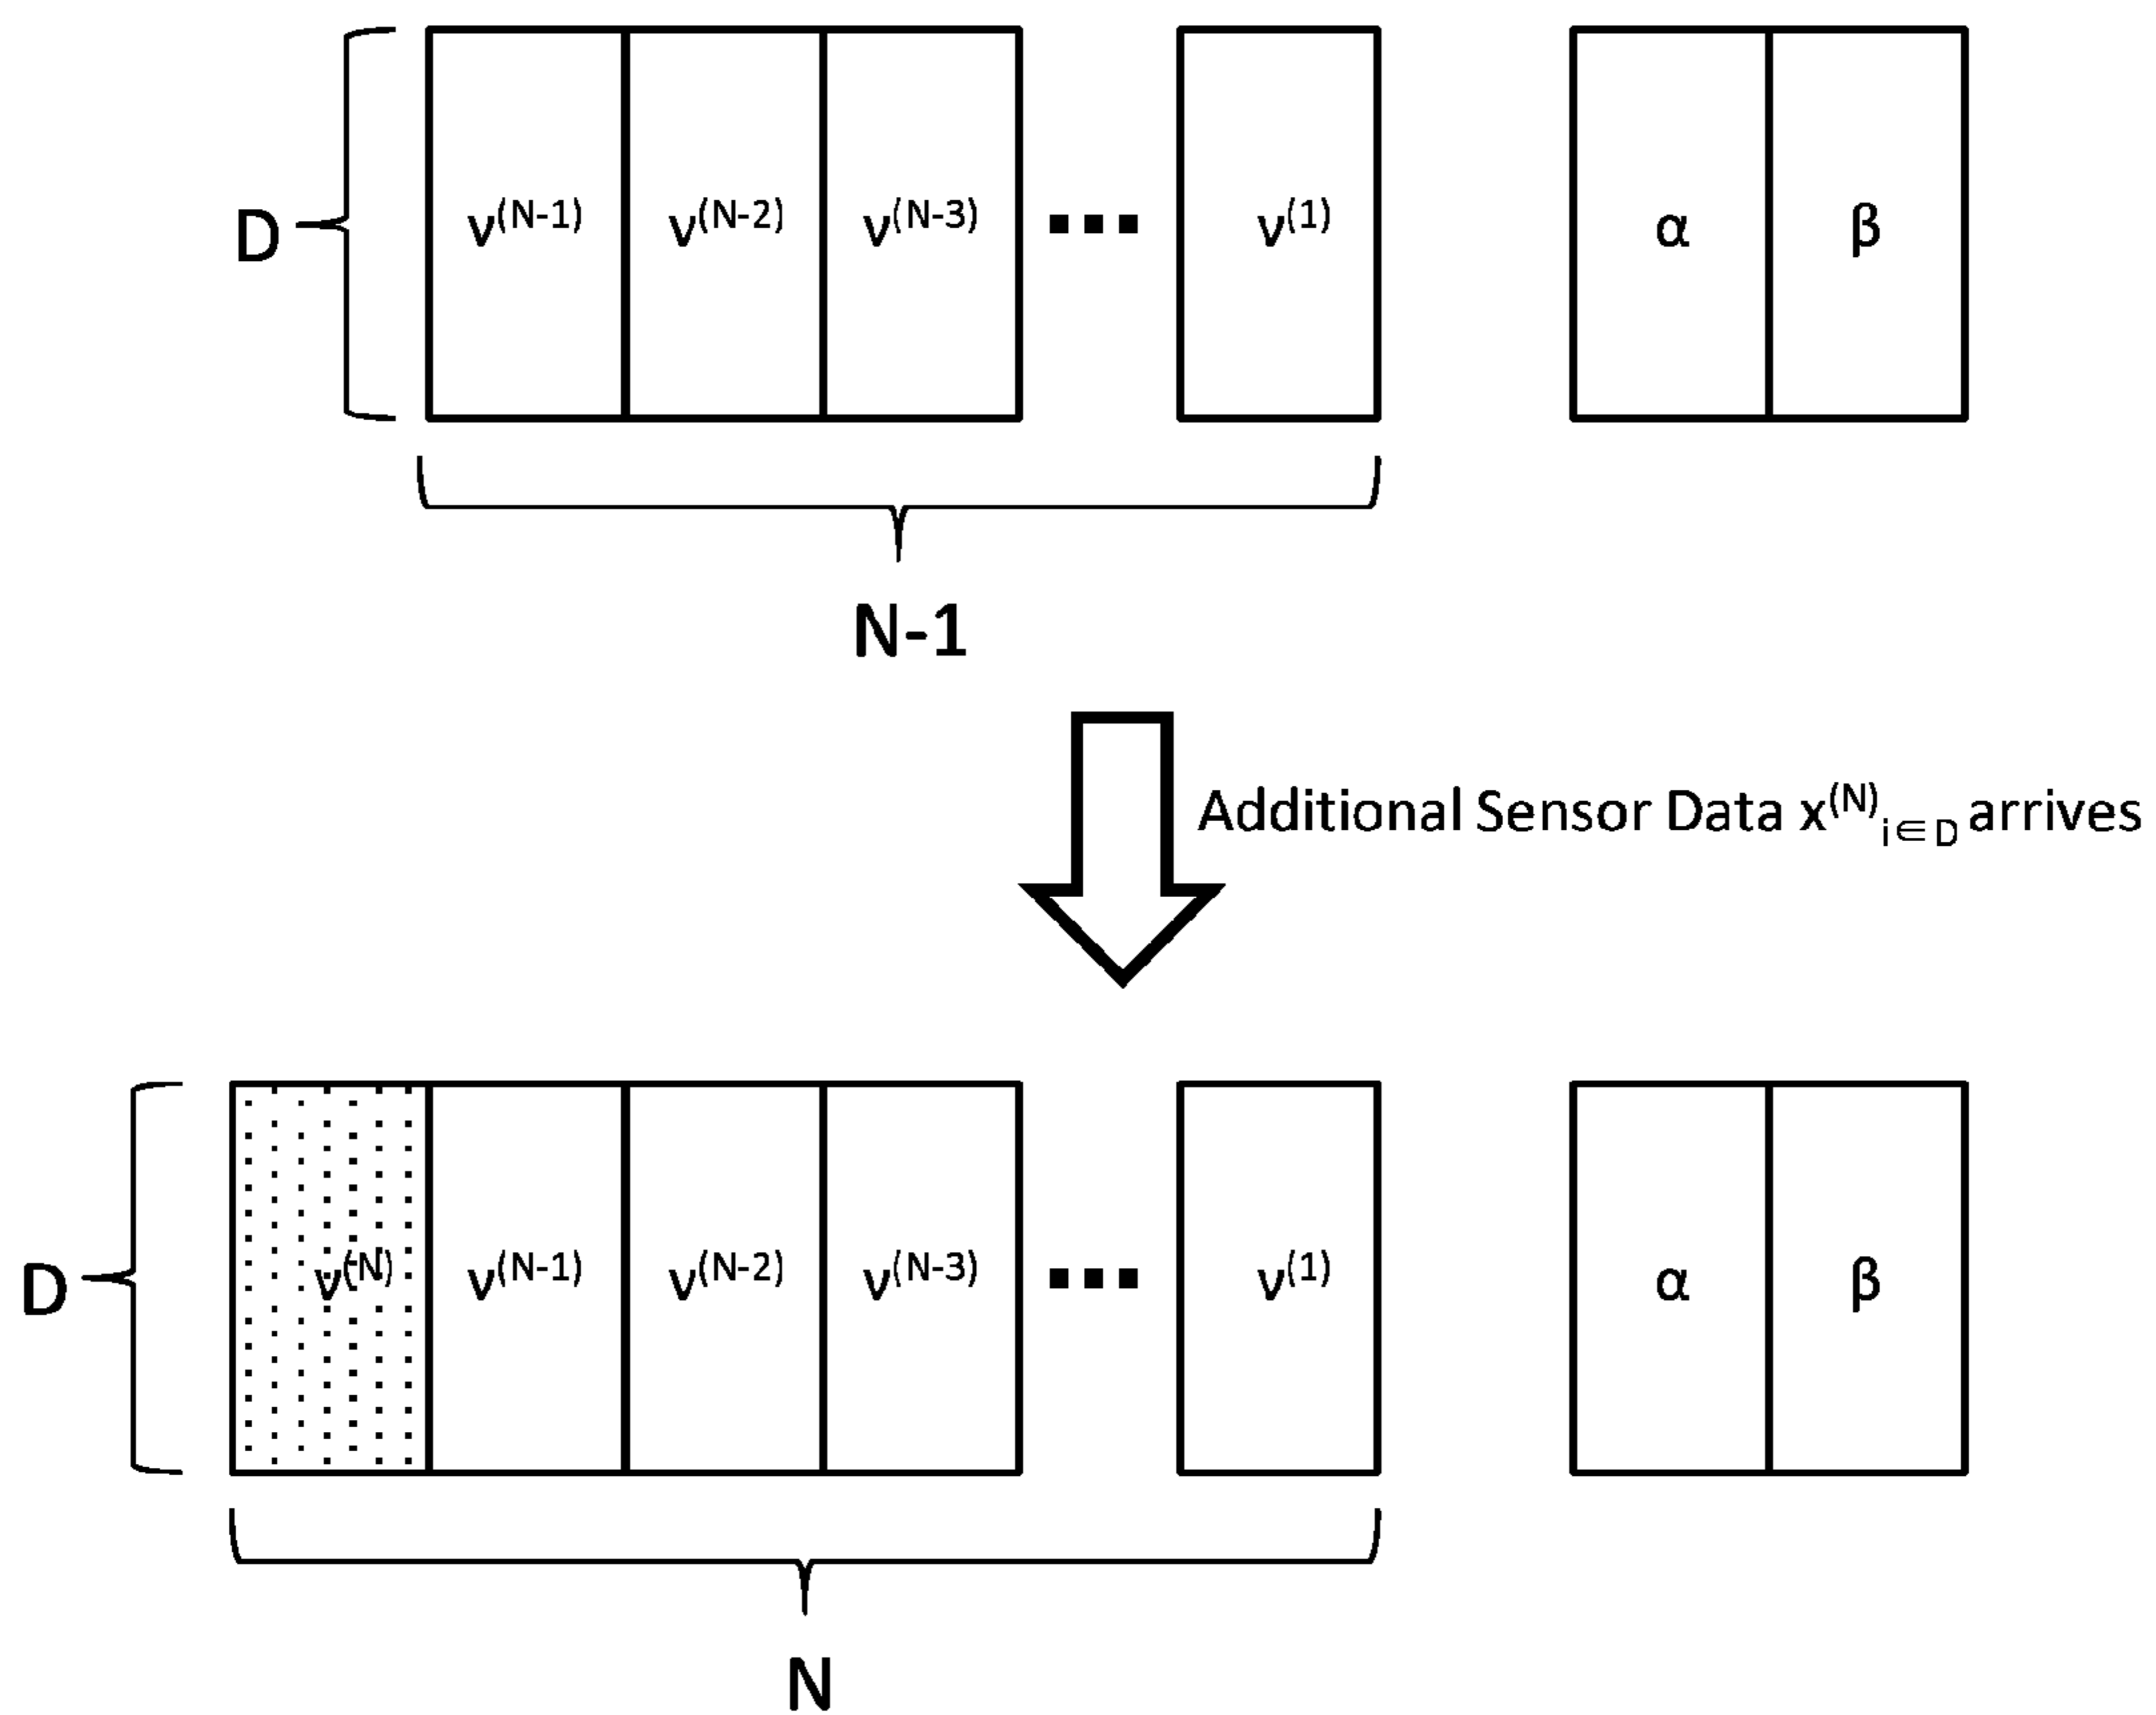 D v(N-1) v(N-2) v(N-3) ... v(1) α β
N-1
Additional Sensor Data x(N)i∈D arrives
D v(N) v(N-1) v(N-2) v(N-3) ... v(1) α β
N